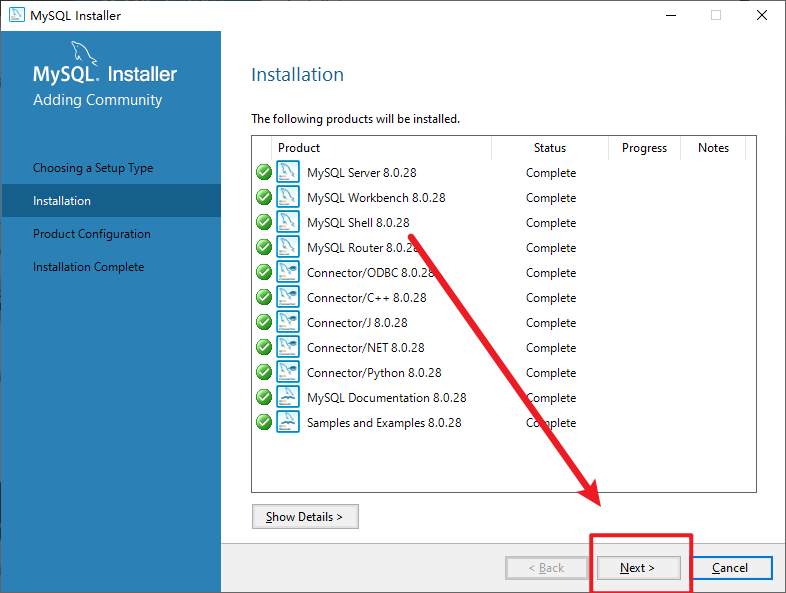 MySQL Installer
MySQL. Installer
Adding Community
Choosing a Setup Type
Installation
Product Configuration
Installation Complete
Installation
The following products will be installed.
Product Status Progress Notes
MySQL Server 8.0.28 Complete
MySQL Workbench 8.0.28 Complete
MySQL Shell 8.0.28 Complete
MySQL Router 8.0.28 Complete
Connector/ODBC 8.0.28 Complete
Connector/C++ 8.0.28 Complete
Connector/J 8.0.28 Complete
Connector/NET 8.0.28 Complete
Connector/Python 8.0.28 Complete
MySQL Documentation 8.0.28 Complete
Samples and Examples 8.0.28 Complete
Show Details >
< Back Next > Cancel